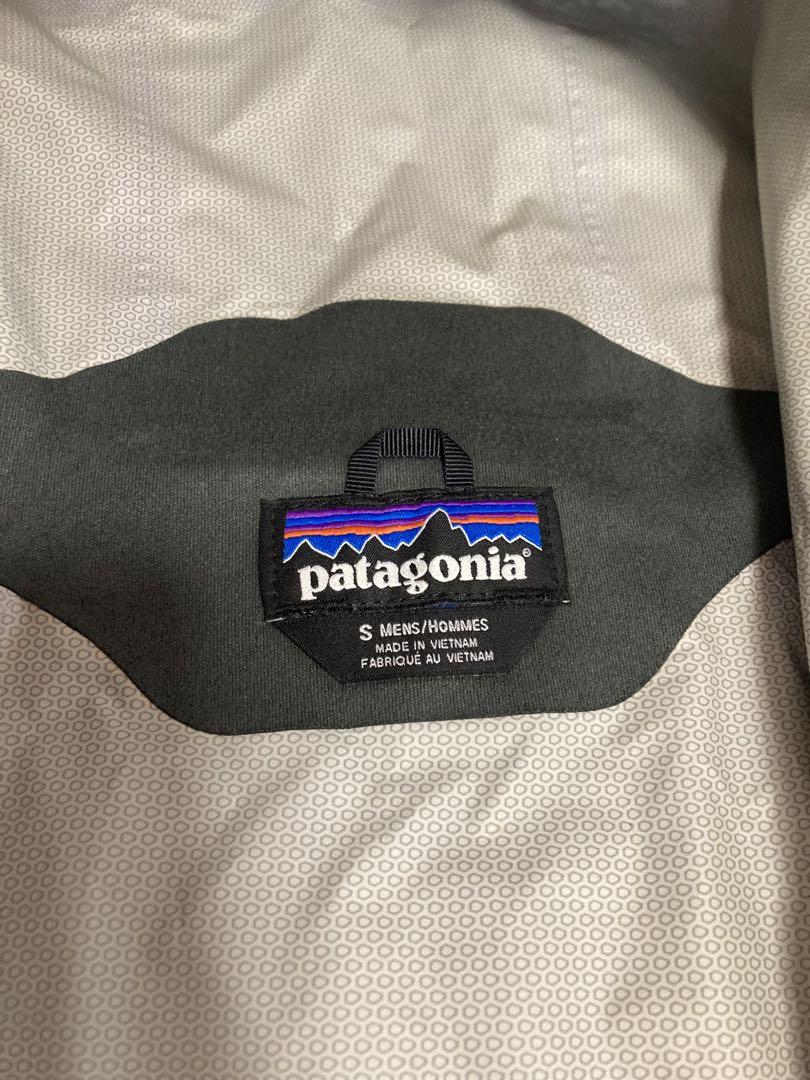 patagonia®
S MENS/HOMMES
MADE IN VIETNAM
FABRIQUÉ AU VIETNAM